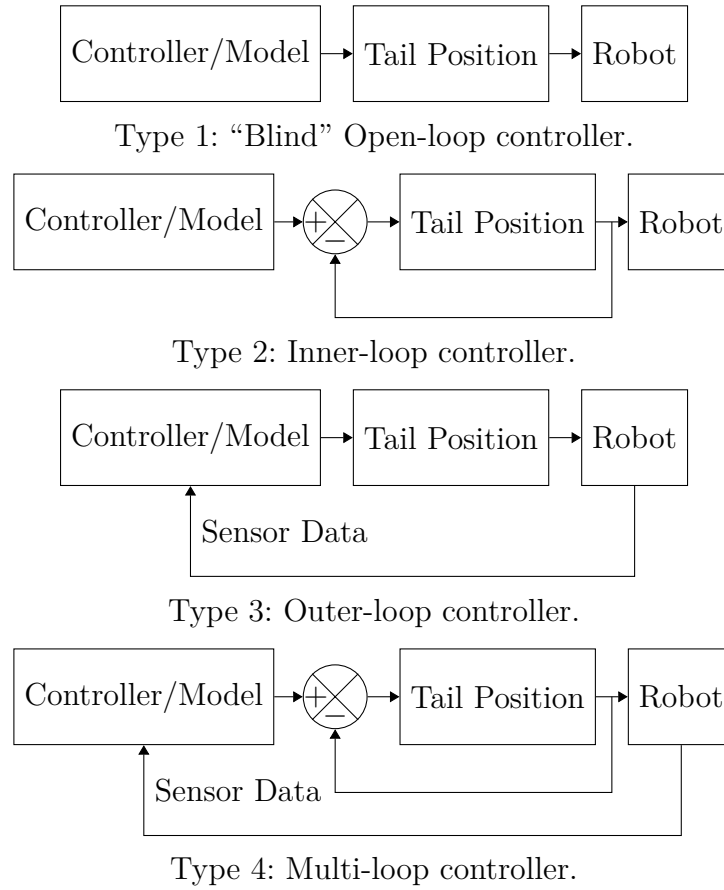 Controller/Model Tail Position Robot
Type 1: “Blind” Open-loop controller.
Controller/Model + − Tail Position Robot
Type 2: Inner-loop controller.
Controller/Model Tail Position Robot
Sensor Data
Type 3: Outer-loop controller.
Controller/Model + − Tail Position Robot
Sensor Data
Type 4: Multi-loop controller.